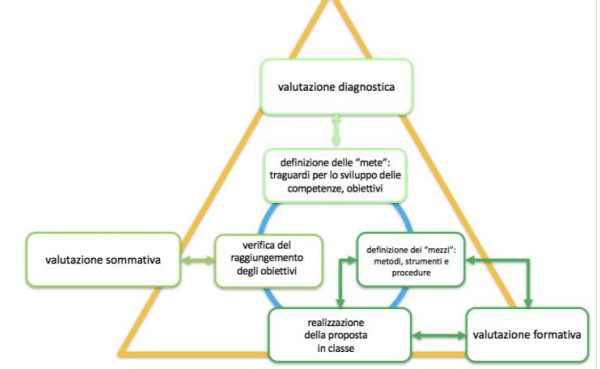 valutazione diagnostica
definizione delle “mete”:
traguardi per lo sviluppo delle
competenze, obiettivi
valutazione sommativa
verifica del
raggiungimento
degli obiettivi
definizione dei “mezzi”:
metodi, strumenti e
procedure
realizzazione
della proposta
in classe
valutazione formativa